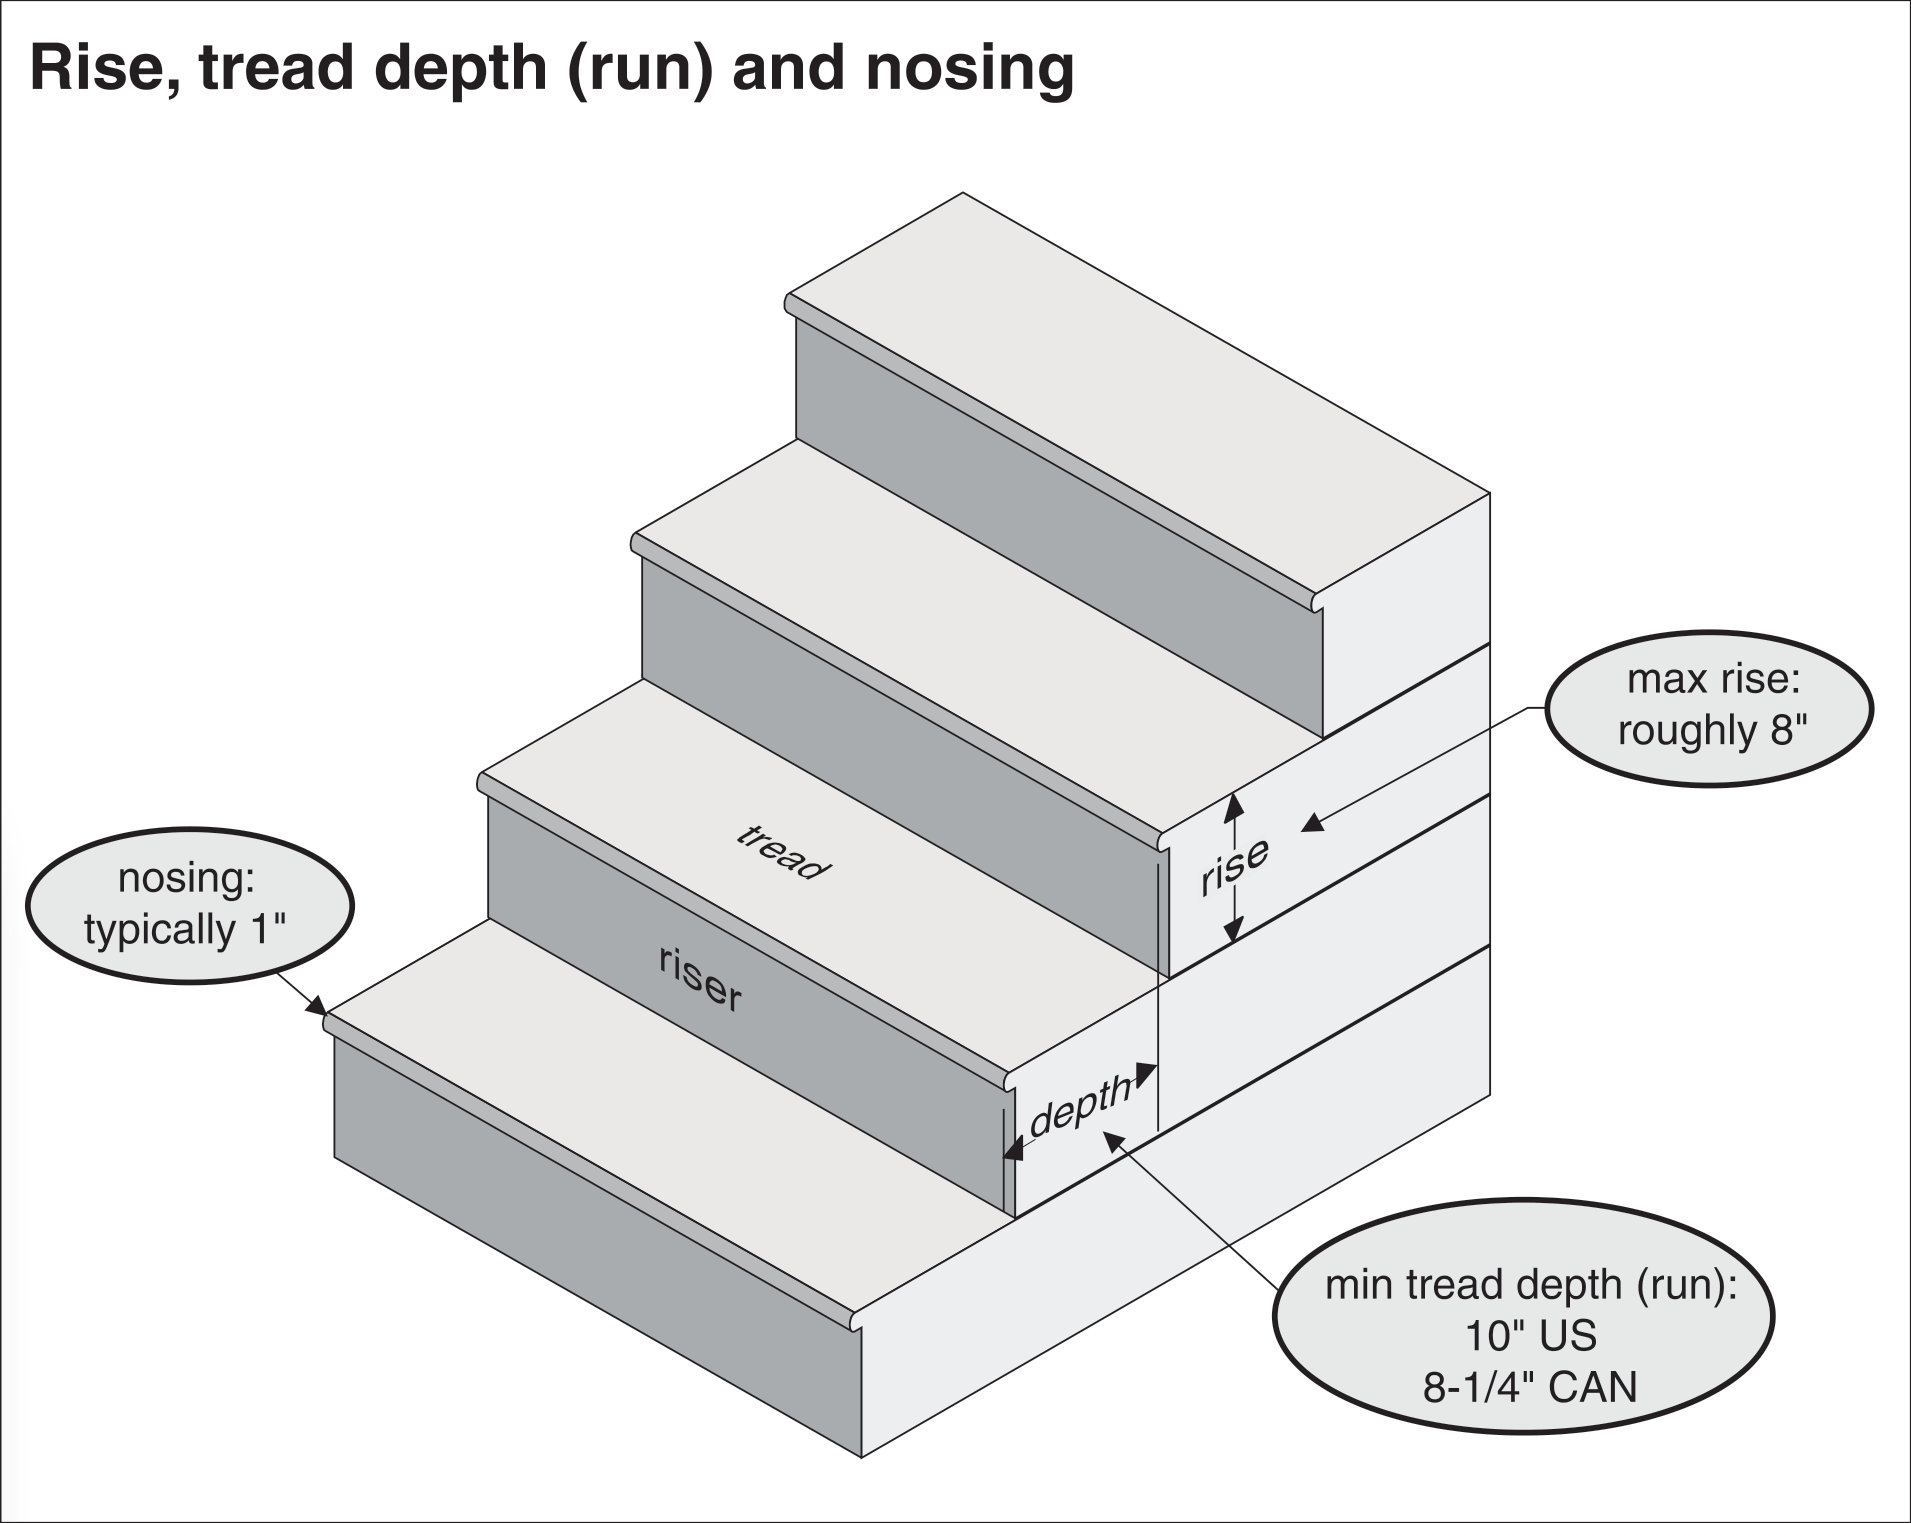 Rise, tread depth (run) and nosing
max rise:
roughly 8"
rise
tread
nosing:
typically 1"
riser
depth
min tread depth (run):
10" US
8-1/4" CAN